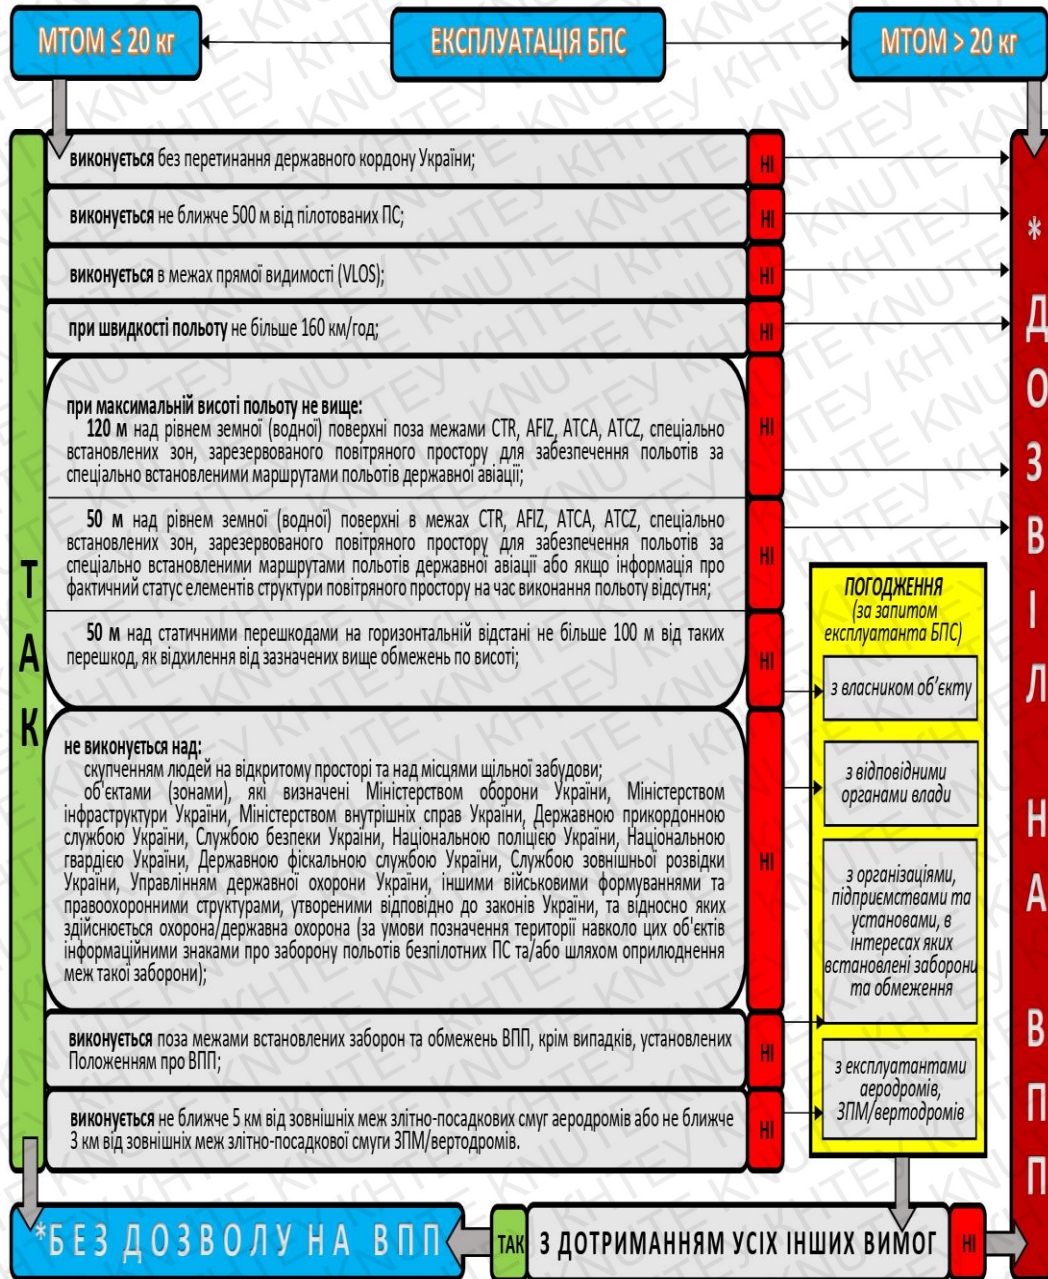 МТОМ ≤ 20 кг
ЕКСПЛУАТАЦІЯ БПС
МТОМ > 20 кг
ТАК
виконується без перетинання державного кордону України;
НІ
виконується не ближче 500 м від пілотованих ПС;
НІ
виконується в межах прямої видимості (VLOS);
НІ
при швидкості польоту не більше 160 км/год;
НІ
при максимальній висоті польоту не вище:
120 м над рівнем земної (водної) поверхні поза межами CTR, AFIZ, ATCA, ATCZ, спеціально
встановлених зон, зарезервованого повітряного простору для забезпечення польотів за
спеціально встановленими маршрутами польотів державної авіації;
НІ
50 м над рівнем земної (водної) поверхні в межах CTR, AFIZ, ATCA, ATCZ, спеціально
встановлених зон, зарезервованого повітряного простору для забезпечення польотів за
спеціально встановленими маршрутами польотів державної авіації або якщо інформація про
фактичний статус елементів структури повітряного простору на час виконання польоту відсутня;
НІ
50 м над статичними перешкодами на горизонтальній відстані не більше 100 м від таких
перешкод, як відхилення від зазначених вище обмежень по висоті;
НІ
не виконується над:
скупченням людей на відкритому просторі та над місцями щільної забудови;
об'єктами (зонами), які визначені Міністерством оборони України, Міністерством
інфраструктури України, Міністерством внутрішніх справ України, Державною прикордонною
службою України, Службою безпеки України, Національною поліцією України, Національною
гвардією України, Державною фіскальною службою України, Службою зовнішньої розвідки
України, Управлінням державної охорони України, іншими військовими формуваннями та
правоохоронними структурами, утвореними відповідно до законів України, та відносно яких
здійснюється охорона/державна охорона (за умови позначення території навколо цих об'єктів
інформаційними знаками про заборону польотів безпілотних ПС та/або шляхом оприлюднення
меж такої заборони);
НІ
виконується поза межами встановлених заборон та обмежень ВПП, крім випадків, установлених
Положенням про ВПП;
НІ
виконується не ближче 5 км від зовнішніх меж злітно-посадкових смуг аеродромів або не ближче
3 км від зовнішніх меж злітно-посадкової смуги ЗПМ/вертодромів.
НІ
ПОГОДЖЕННЯ
(за запитом
експлуатанта БПС)
з власником об'єкту
з відповідними
органами влади
з організаціями,
підприємствами та
установами, в
інтересах яких
встановлені заборони
та обмеження
з експлуатантами
аеродромів,
ЗПМ/вертодромів
*ДОЗВІЛ НА ВПП
*БЕЗ ДОЗВОЛУ НА ВПП
ТАК
З ДОТРИМАННЯМ УСІХ ІНШИХ ВИМОГ
НІ